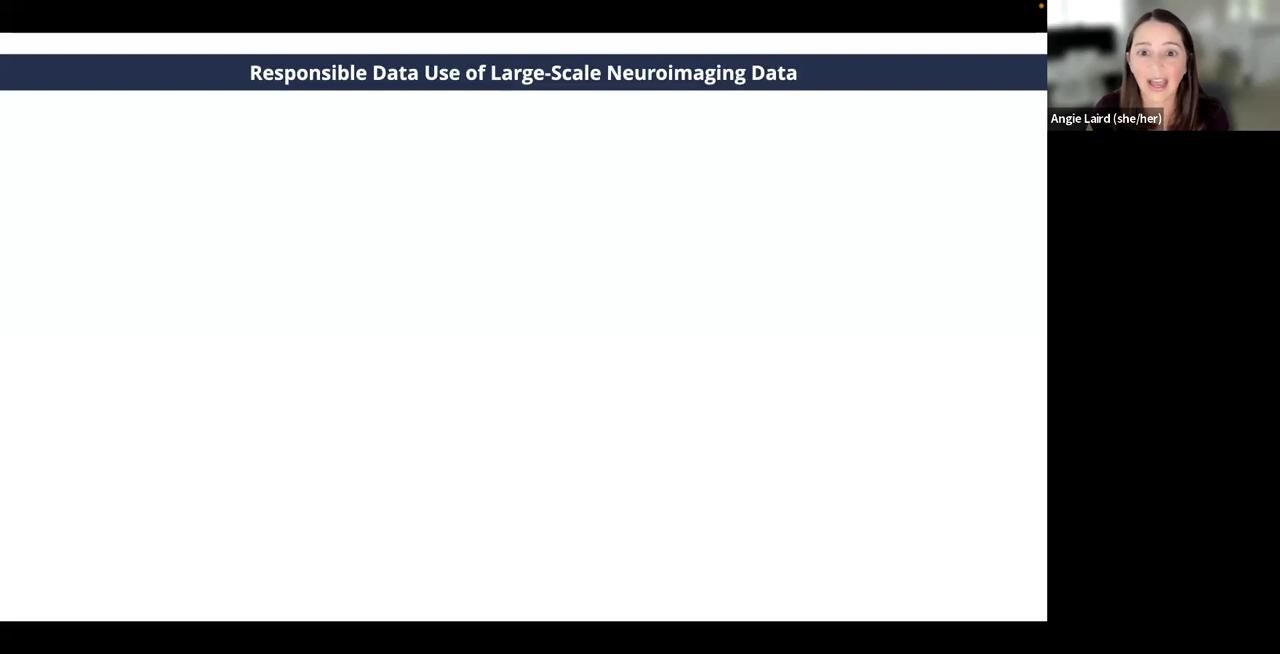 Responsible Data Use of Large-Scale Neuroimaging Data
Angie Laird (she/her)